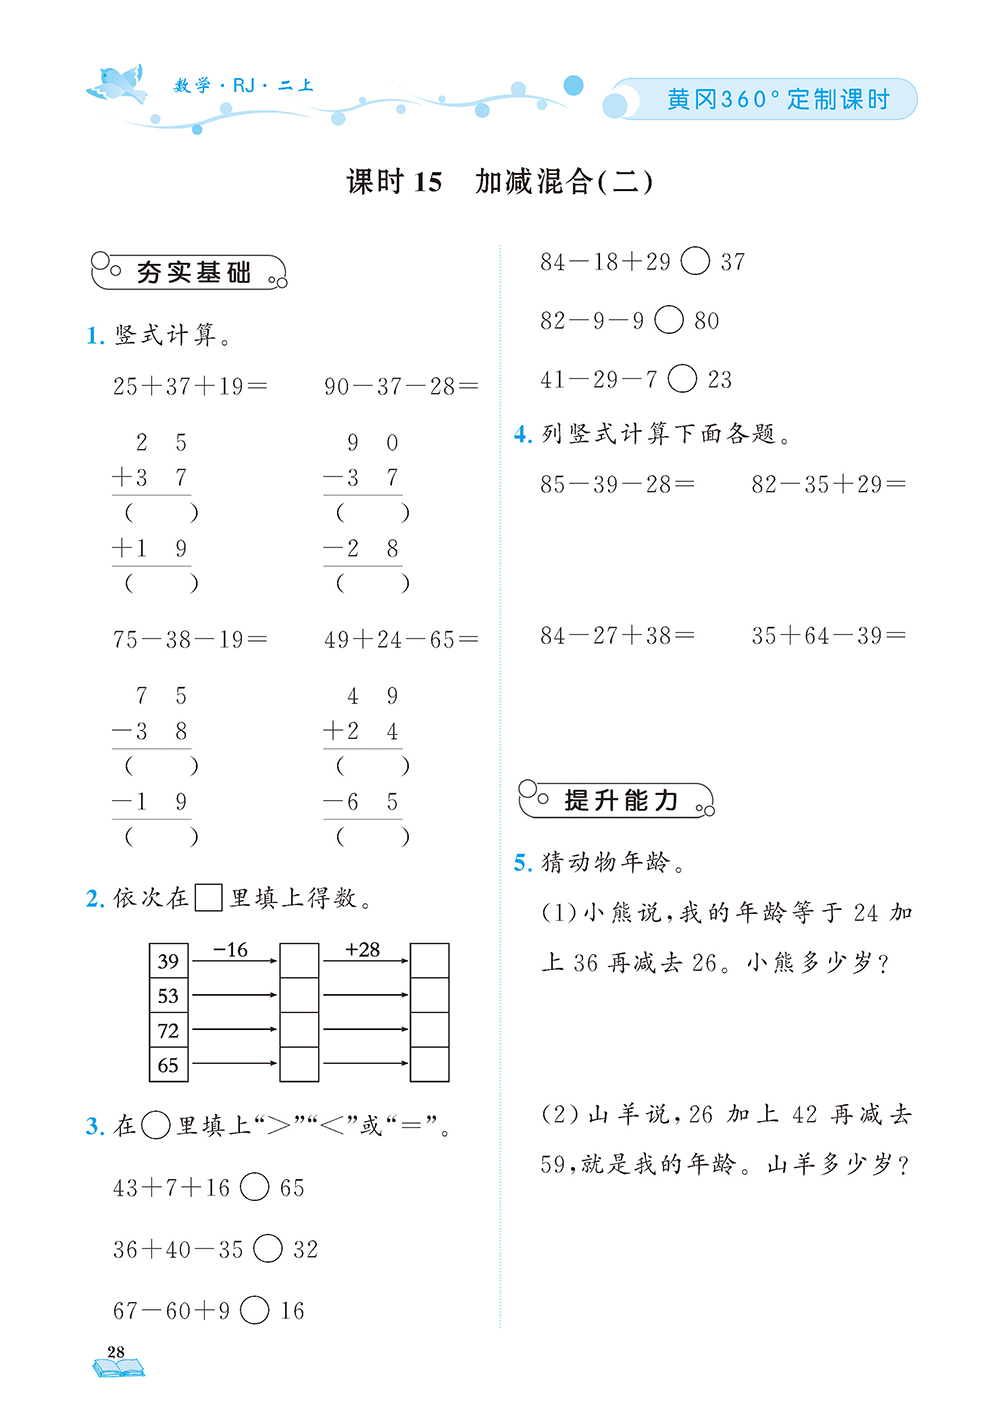 数学·RJ·二上
黄冈360°定制课时
课时15 加减混合(二)
夯实基础
1. 竖式计算。
25+37+19= 90-37-28=
2 5 9 0
+3 7 -3 7
( ) ( )
+1 9 -2 8
( ) ( )
75-38-19= 49+24-65=
7 5 4 9
-3 8 +2 4
( ) ( )
-1 9 -6 5
( ) ( )
2. 依次在□里填上得数。
39 -16 +28
53
72
65
3. 在○里填上“>”“<”或“=”。
43+7+16○65
36+40-35○32
67-60+9○16
28
84-18+29○37
82-9-9○80
41-29-7○23
4. 列竖式计算下面各题。
85-39-28= 82-35+29=
84-27+38= 35+64-39=
提升能力
5. 猜动物年龄。
(1)小熊说,我的年龄等于24加
上36再减去26。小熊多少岁?
(2)山羊说,26加上42再减去
59,就是我的年龄。山羊多少岁?